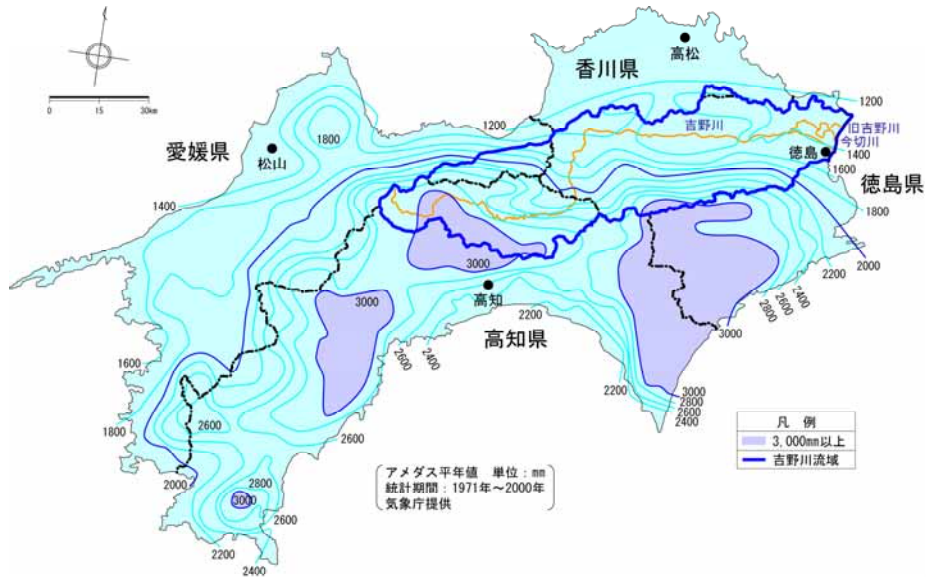 0 15 30km
高松
香川県
1200
1200
吉野川
旧吉野川
今切川
1800
愛媛県
松山
徳島
1400
1600
徳島県
1400
1800
2000
2200
2400
2600
2800
3000
3000
3000
高知
2200
高知県
2600
2400
1600
2200
3000
2800
2600
2400
1800
2600
2600
2000
2800
3000
2600
2200
2400
アメダス平年値 単位:mm
統計期間:1971年~2000年
気象庁提供
凡 例
3,000mm以上
吉野川流域